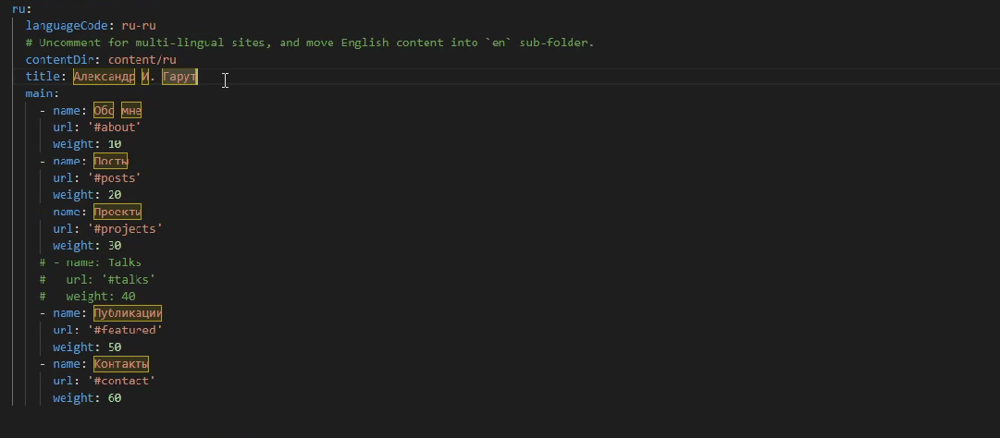 ru:
languageCode: ru-ru
# Uncomment for multi-lingual sites, and move English content into `en` sub-folder.
contentDir: content/ru
title: Александр И. Гарут
main:
- name: Обо мне
url: '#about'
weight: 10
- name: Посты
url: '#posts'
weight: 20
- name: Проекти
url: '#projects'
weight: 30
# - name: Talks
# url: '#talks'
# weight: 40
- name: Публикации
url: '#featured'
weight: 50
- name: Контакты
url: '#contact'
weight: 60